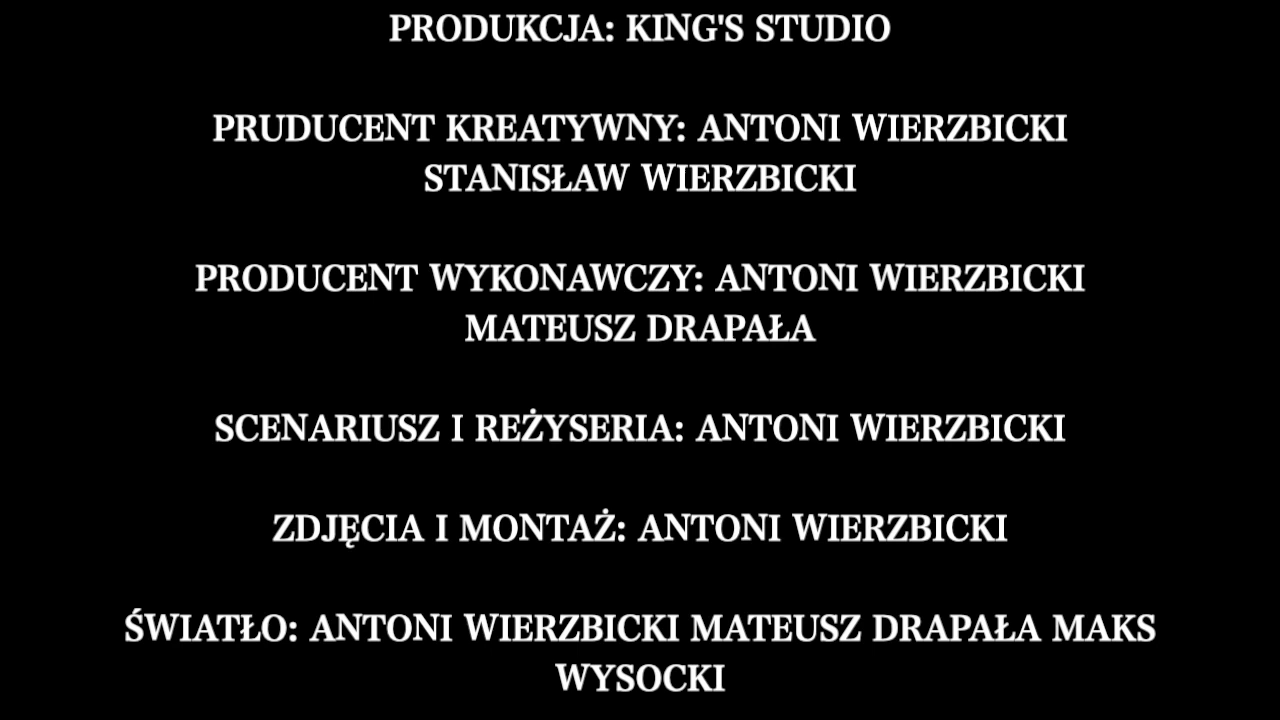 PRODUKCJA: KING'S STUDIO
PRUDUCENT KREATYWNY: ANTONI WIERZBICKI
STANISŁAW WIERZBICKI
PRODUCENT WYKONAWCZY: ANTONI WIERZBICKI
MATEUSZ DRAPAŁA
SCENARIUSZ I REŻYSERIA: ANTONI WIERZBICKI
ZDJĘCIA I MONTAŻ: ANTONI WIERZBICKI
ŚWIATŁO: ANTONI WIERZBICKI MATEUSZ DRAPAŁA MAKS
WYSOCKI